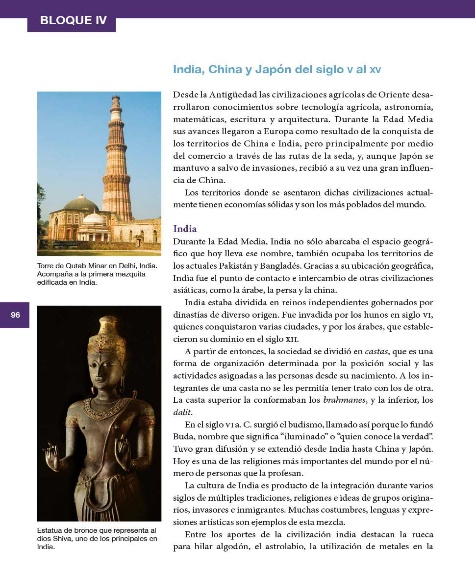 BLOQUE IV
India, China y Japón del siglo V al XV
Desde la Antigüedad las civilizaciones agrícolas de Oriente desa-
rrollaron conocimientos sobre tecnología agrícola, astronomía,
matemáticas, escritura y arquitectura. Durante la Edad Media
sus avances llegaron a Europa como resultado de la conquista de
los territorios de China e India, pero principalmente por medio
del comercio a través de las rutas de la seda, y, aunque Japón se
mantuvo a salvo de invasiones, recibió a su vez una gran influen-
cia de China.
Los territorios donde se asentaron dichas civilizaciones actual-
mente tienen economías sólidas y son los más poblados del mundo.
India
Durante la Edad Media, India no sólo abarcaba el espacio geográ-
fico que hoy lleva ese nombre, también ocupaba los territorios de
los actuales Pakistán y Bangladés. Gracias a su ubicación geográfica,
India fue el punto de contacto e intercambio de otras civilizaciones
asiáticas, como la árabe, la persa y la china.
India estaba dividida en reinos independientes gobernados por
dinastías de diverso origen. Fue invadida por los hunos en siglo VI,
quienes conquistaron varias ciudades, y por los árabes, que estable-
cieron su dominio en el siglo XII.
A partir de entonces, la sociedad se dividió en castas, que es una
forma de organización determinada por la posición social y las
actividades asignadas a las personas desde su nacimiento. A los in-
tegrantes de una casta no se les permitía tener trato con los de otra.
La casta superior la conformaban los brahmanes, y la inferior, los
dalit.
En el siglo VI a. C. surgió el budismo, llamado así porque lo fundó
Buda, nombre que significa "iluminado" o "quien conoce la verdad".
Tuvo gran difusión y se extendió desde India hasta China y Japón.
Hoy es una de las religiones más importantes del mundo por el nú-
mero de personas que la profesan.
La cultura de India es producto de la integración durante varios
siglos de múltiples tradiciones, religiones e ideas de grupos origina-
rios, invasores e inmigrantes. Muchas costumbres, lenguas y expre-
siones artísticas son ejemplos de esta mezcla.
Entre los aportes de la civilización india destacan la rueca
para hilar algodón, el astrolabio, la utilización de metales en la
Torre de Qutab Minar en Delhi, India.
Acompaña a la primera mezquita
edificada en India.
96
Estatua de bronce que representa al
dios Shiva, uno de los principales en
India.